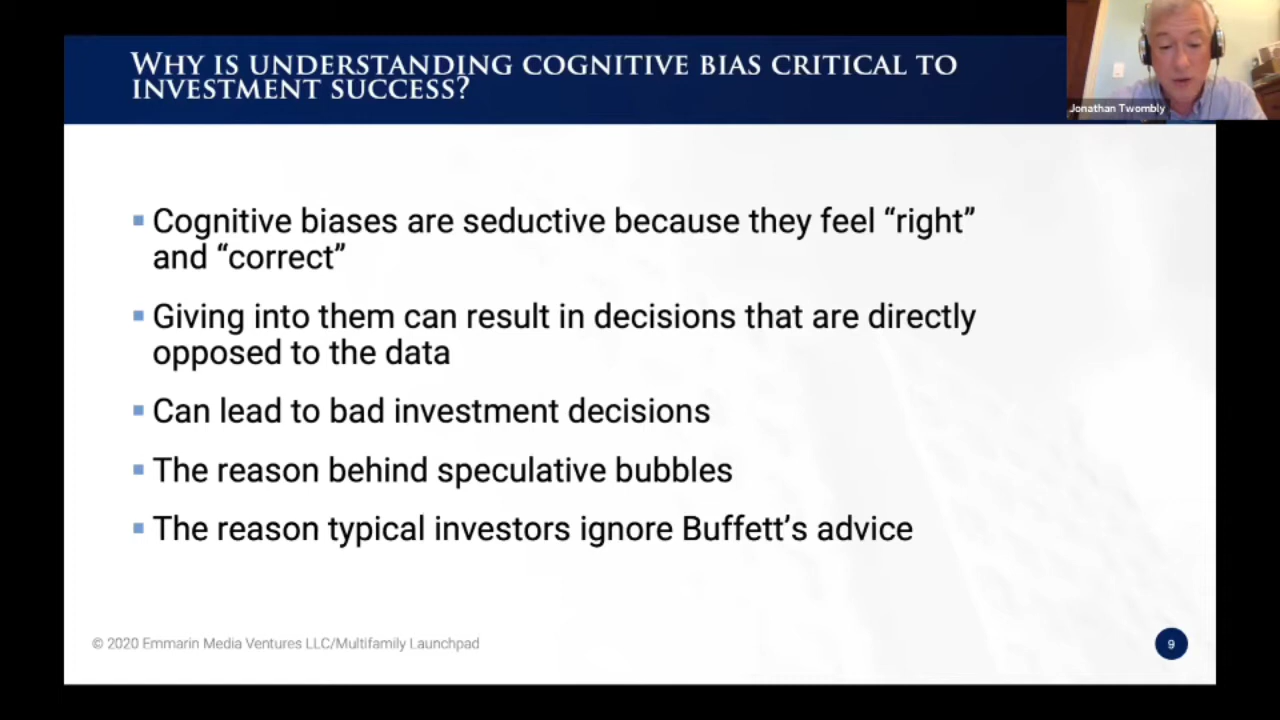 WHY IS UNDERSTANDING COGNITIVE BIAS CRITICAL TO
INVESTMENT SUCCESS?
Jonathan Twombly
▪ Cognitive biases are seductive because they feel “right”
and “correct”
▪ Giving into them can result in decisions that are directly
opposed to the data
▪ Can lead to bad investment decisions
▪ The reason behind speculative bubbles
▪ The reason typical investors ignore Buffett’s advice
© 2020 Emmarin Media Ventures LLC/Multifamily Launchpad
9